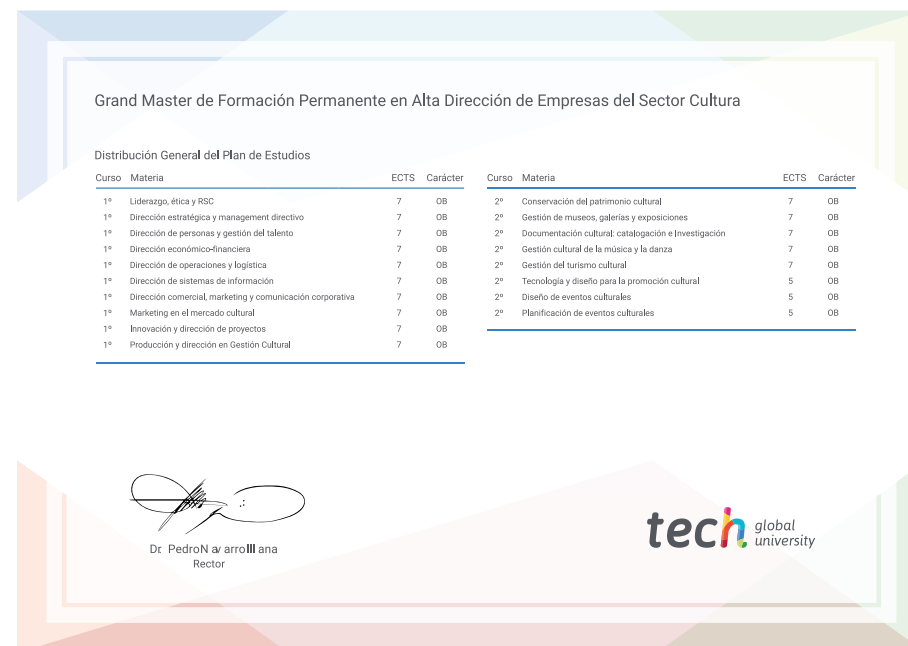 Grand Master de Formación Permanente en Alta Dirección de Empresas del Sector Cultura
Distribución General del Plan de Estudios
Curso Materia ECTS Carácter
1º Liderazgo, ética y RSC 7 OB
1º Dirección estratégica y management directivo 7 OB
1º Dirección de personas y gestión del talento 7 OB
1º Dirección económico-financiera 7 OB
1º Dirección de operaciones y logística 7 OB
1º Dirección de sistemas de información 7 OB
1º Dirección comercial, marketing y comunicación corporativa 7 OB
1º Marketing en el mercado cultural 7 OB
1º Innovación y dirección de proyectos 7 OB
1º Producción y dirección en Gestión Cultural 7 OB
Curso Materia ECTS Carácter
2º Conservación del patrimonio cultural 7 OB
2º Gestión de museos, galerías y exposiciones 7 OB
2º Documentación cultural: catalogación e Investigación 7 OB
2º Gestión cultural de la música y la danza 7 OB
2º Gestión del turismo cultural 7 OB
2º Tecnología y diseño para la promoción cultural 5 OB
2º Diseño de eventos culturales 5 OB
2º Planificación de eventos culturales 5 OB
Dr. PedroN av arro Ill ana
Rector
tech global
university